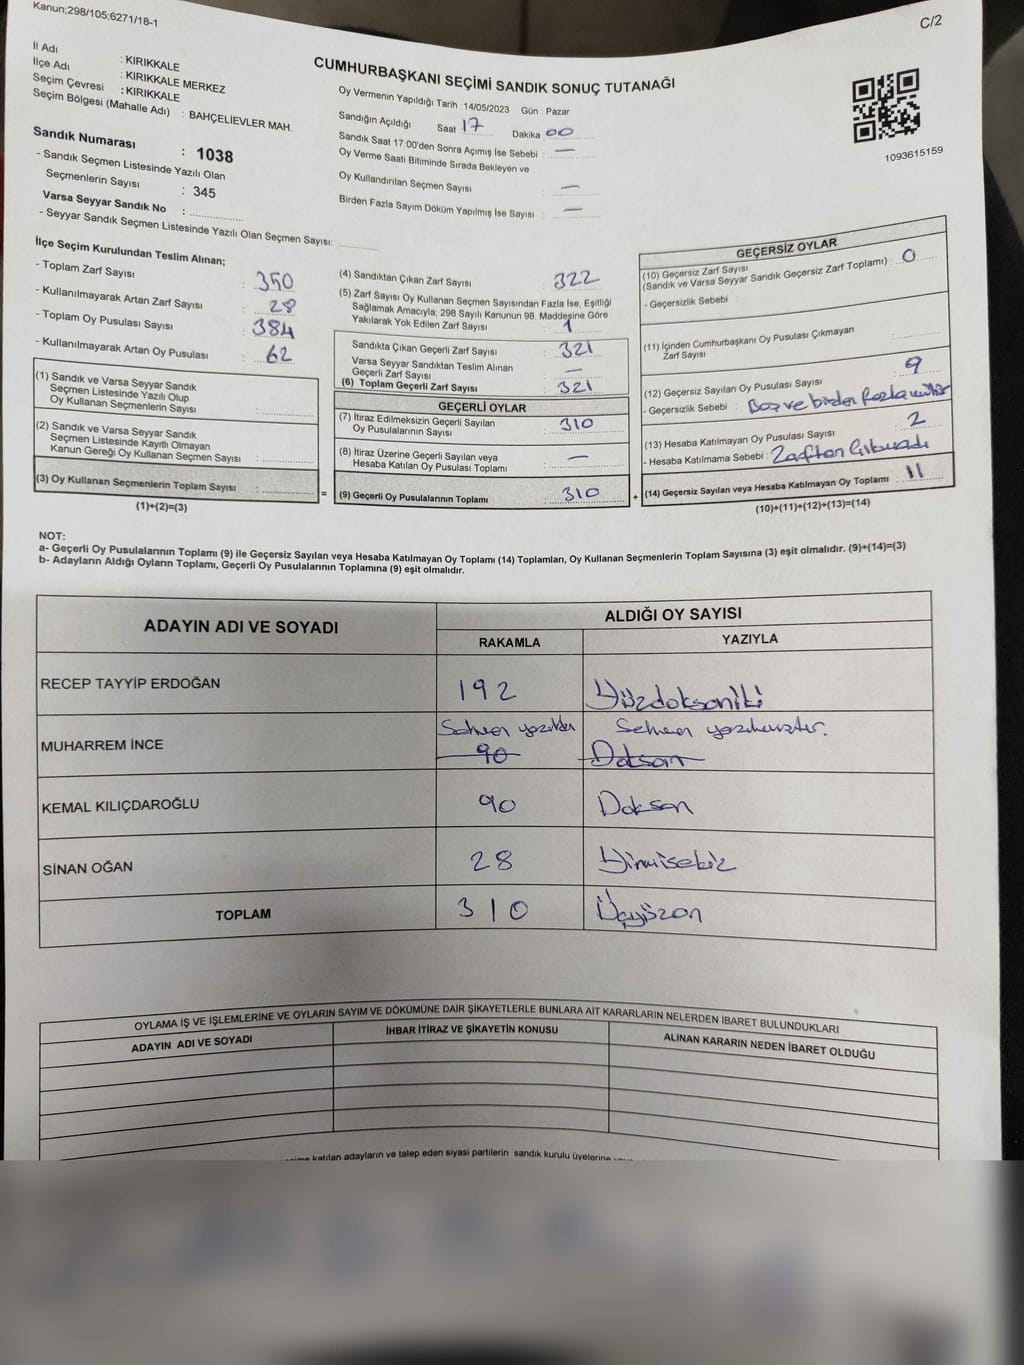 Kanun;298/105;6271/18-1
C/2
İl Adı : KIRIKKALE
İlçe Adı : KIRIKKALE MERKEZ
Seçim Çevresi : KIRIKKALE
Seçim Bölgesi (Mahalle Adı) : BAHÇELİEVLER MAH.
Sandık Numarası : 1038
- Sandık Seçmen Listesinde Yazılı Olan
Seçmenlerin Sayısı : 345
Varsa Seyyar Sandık No :
- Seyyar Sandık Seçmen Listesinde Yazılı Olan Seçmen Sayısı:
CUMHURBAŞKANI SEÇİMİ SANDIK SONUÇ TUTANAĞI
Oy Vermenin Yapıldığı Tarih :14/05/2023 Gün : Pazar
Sandığın Açıldığı Saat 17 Dakika :00
Sandık Saat 17:00'den Sonra Açımış İse Sebebi : —
Oy Verme Saati Bitiminde Sırada Bekleyen ve
Oy Kullandırılan Seçmen Sayısı : —
Birden Fazla Sayım Döküm Yapılmış İse Sayısı : —
1093615159
İlçe Seçim Kurulundan Teslim Alınan;
- Toplam Zarf Sayısı : 350
- Kullanılmayarak Artan Zarf Sayısı : 28
- Toplam Oy Pusulası Sayısı : 384
- Kullanılmayarak Artan Oy Pusulası : 62
(1) Sandık ve Varsa Seyyar Sandık
Seçmen Listesinde Yazılı Olup
Oy Kullanan Seçmenlerin Sayısı :
(2) Sandık ve Varsa Seyyar Sandık
Seçmen Listesinde Kayıtlı Olmayan
Kanun Gereği Oy Kullanan Seçmen Sayısı :
(3) Oy Kullanan Seçmenlerin Toplam Sayısı :
(1)+(2)=(3)
=
(4) Sandıktan Çıkan Zarf Sayısı : 322
(5) Zarf Sayısı Oy Kullanan Seçmen Sayısından Fazla İse, Eşitliği
Sağlamak Amacıyla; 298 Sayılı Kanunun 98. Maddesine Göre
Yakılarak Yok Edilen Zarf Sayısı : 1
Sandıkta Çıkan Geçerli Zarf Sayısı : 321
Varsa Seyyar Sandıktan Teslim Alınan
Geçerli Zarf Sayısı : —
(6) Toplam Geçerli Zarf Sayısı : 321
GEÇERLİ OYLAR
(7) İtiraz Edilmeksizin Geçerli Sayılan
Oy Pusulalarının Sayısı : 310
(8) İtiraz Üzerine Geçerli Sayılan veya
Hesaba Katılan Oy Pusulası Toplamı : —
(9) Geçerli Oy Pusulalarının Toplamı : 310
+
GEÇERSİZ OYLAR
(10) Geçersiz Zarf Sayısı
(Sandık ve Varsa Seyyar Sandık Geçersiz Zarf Toplamı) : 0
- Geçersizlik Sebebi
(11) İçinden Cumhurbaşkanı Oy Pusulası Çıkmayan
Zarf Sayısı :
(12) Geçersiz Sayılan Oy Pusulası Sayısı : 9
- Geçersizlik Sebebi : Boş ve birden fazla mühür
(13) Hesaba Katılmayan Oy Pusulası Sayısı : 2
- Hesaba Katılmama Sebebi : Zarftan Çıkmadı
(14) Geçersiz Sayılan veya Hesaba Katılmayan Oy Toplamı : 11
(10)+(11)+(12)+(13)=(14)
NOT:
a- Geçerli Oy Pusulalarının Toplamı (9) ile Geçersiz Sayılan veya Hesaba Katılmayan Oy Toplamı (14) Toplamları, Oy Kullanan Seçmenlerin Toplam Sayısına (3) eşit olmalıdır. (9)+(14)=(3)
b- Adayların Aldığı Oyların Toplamı, Geçerli Oy Pusulalarının Toplamına (9) eşit olmalıdır.
ADAYIN ADI VE SOYADI ALDIĞI OY SAYISI
RAKAMLA YAZIYLA
RECEP TAYYİP ERDOĞAN 192 Yüzdoksaniki
Sehven yazıldı Sehven yazılmıştır.
MUHARREM İNCE 90 Doksan
KEMAL KILIÇDAROĞLU 90 Doksan
SİNAN OĞAN 28 Yirmisekiz
TOPLAM 310 Üçyüzon
OYLAMA İŞ VE İŞLEMLERİNE VE OYLARIN SAYIM VE DÖKÜMÜNE DAİR ŞİKAYETLERLE BUNLARA AİT KARARLARIN NELERDEN İBARET BULUNDUKLARI
ADAYIN ADI VE SOYADI İHBAR İTİRAZ VE ŞİKAYETİN KONUSU ALINAN KARARIN NEDEN İBARET OLDUĞU
katılan adayların ve talep eden siyasi partilerin sandık kurulu üyelerine